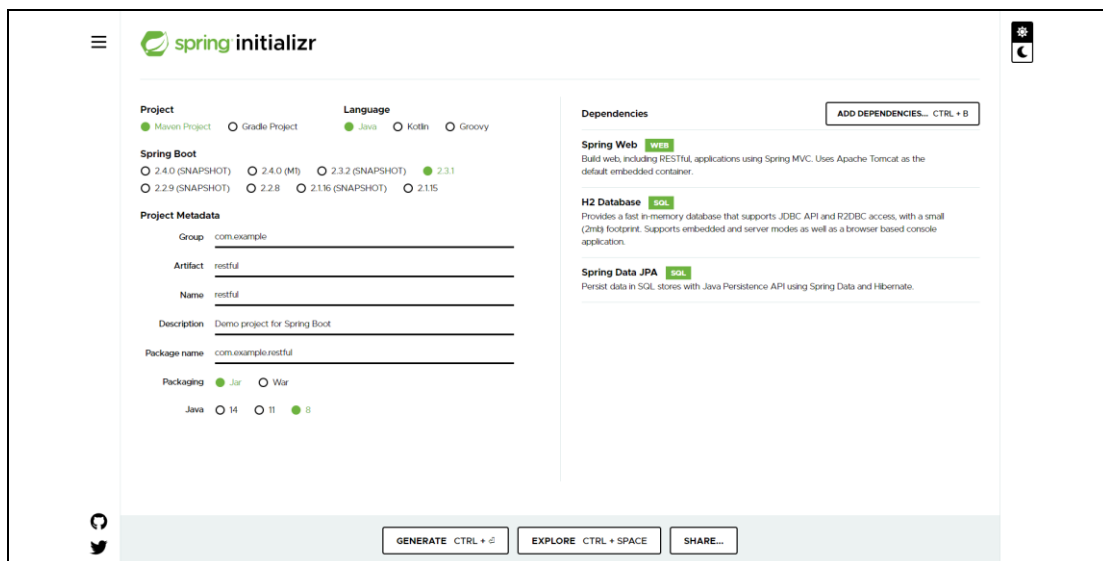 spring initializr
Project
Maven Project Gradle Project
Language
Java Kotlin Groovy
Spring Boot
2.4.0 (SNAPSHOT) 2.4.0 (M1) 2.3.2 (SNAPSHOT) 2.3.1
2.2.9 (SNAPSHOT) 2.2.8 2.1.16 (SNAPSHOT) 2.1.15
Project Metadata
Group com.example
Artifact restful
Name restful
Description Demo project for Spring Boot
Package name com.example.restful
Packaging Jar War
Java 14 11 8
Dependencies
ADD DEPENDENCIES... CTRL + B
Spring Web WEB
Build web, including RESTful, applications using Spring MVC. Uses Apache Tomcat as the
default embedded container.
H2 Database SQL
Provides a fast in-memory database that supports JDBC API and R2DBC access, with a small
(2mb) footprint. Supports embedded and server modes as well as a browser based console
application.
Spring Data JPA SQL
Persist data in SQL stores with Java Persistence API using Spring Data and Hibernate.
GENERATE CTRL + ⏎
EXPLORE CTRL + SPACE
SHARE...